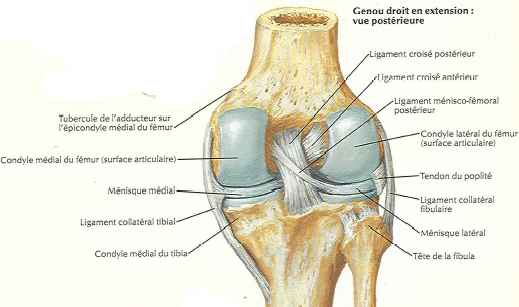 Genou droit en extension :
vue postérieure
Ligament croisé postérieur
Ligament croisé antérieur
Ligament ménisco-fémoral
postérieur
Condyle latéral du fémur
(surface articulaire)
Tendon du poplité
Ligament collatéral
fibulaire
Ménisque latéral
Tête de la fibula
Tubercule de l'adducteur sur
l'épicondyle médial du fémur
Condyle médial du fémur (surface articulaire)
Ménisque médial
Ligament collatéral tibial
Condyle médial du tibia